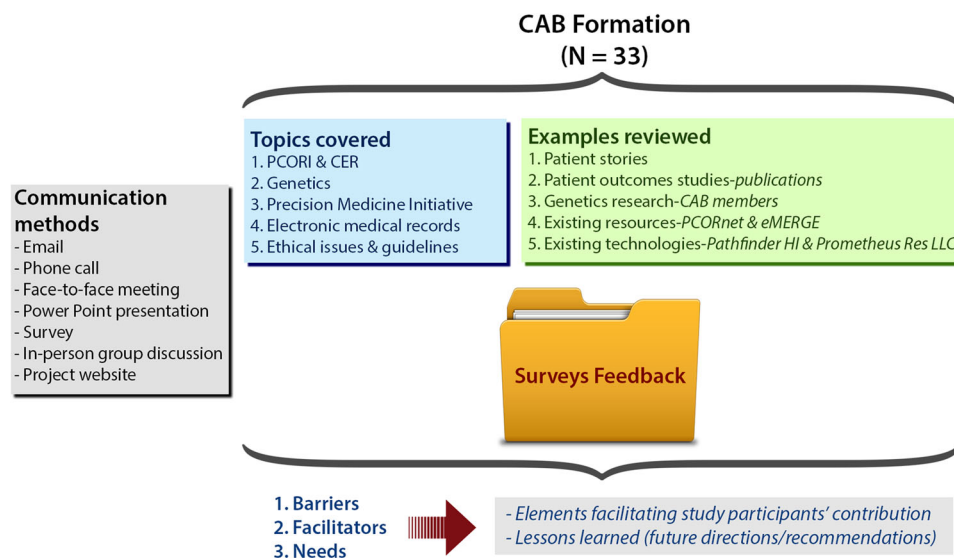 CAB Formation
(N = 33)
Topics covered
1. PCORI & CER
2. Genetics
3. Precision Medicine Initiative
4. Electronic medical records
5. Ethical issues & guidelines
Examples reviewed
1. Patient stories
2. Patient outcomes studies-publications
3. Genetics research-CAB members
4. Existing resources-PCORnet & eMERGE
5. Existing technologies-Pathfinder HI & Prometheus Res LLC
Communication
methods
- Email
- Phone call
- Face-to-face meeting
- Power Point presentation
- Survey
- In-person group discussion
- Project website
Surveys Feedback
1. Barriers
2. Facilitators
3. Needs
- Elements facilitating study participants' contribution
- Lessons learned (future directions/recommendations)